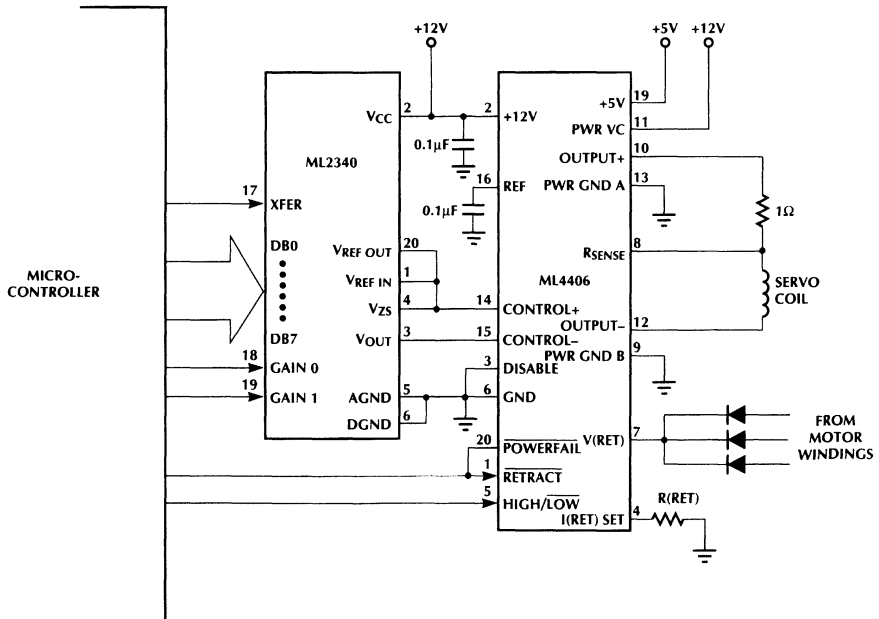 +12V
+5V
+12V
MICRO-
CONTROLLER
ML2340
VCC
2
17
XFER
DB0
DB7
18
GAIN 0
19
GAIN 1
VREF OUT
20
VREF IN
1
VZS
4
VOUT
3
AGND
5
DGND
6
0.1µF
0.1µF
ML4406
2
+12V
16
REF
14
CONTROL+
15
CONTROL–
3
DISABLE
6
GND
20
POWERFAIL
1
RETRACT
5
HIGH/LOW
+5V
19
PWR VC
11
OUTPUT+
10
PWR GND A
13
RSENSE
8
OUTPUT–
12
PWR GND B
9
V(RET)
7
I(RET) SET
4
1Ω
SERVO
COIL
FROM
MOTOR
WINDINGS
R(RET)